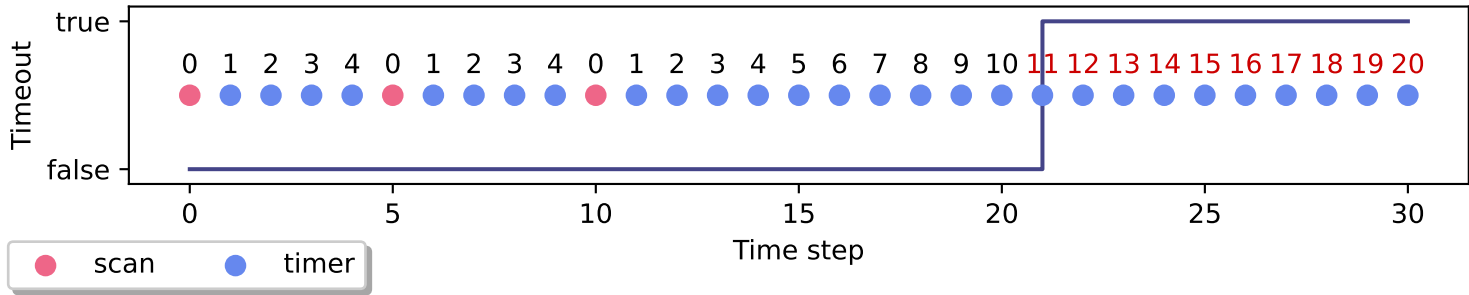 true
0 1 2 3 4 0 1 2 3 4 0 1 2 3 4 5 6 7 8 9 10 11 12 13 14 15 16 17 18 19 20
Timeout
false
0 5 10 15 20 25 30
Time step
scan timer